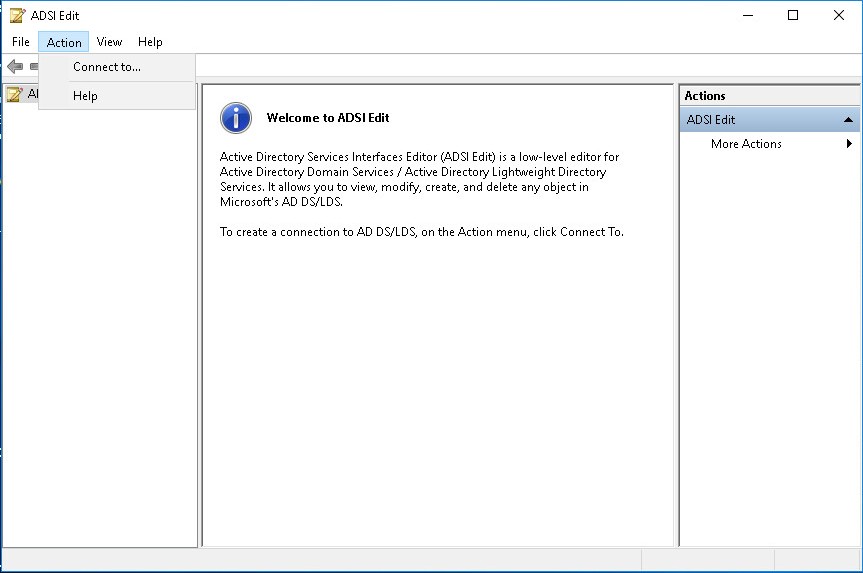 ADSI Edit
File Action View Help
Connect to...
Help
Welcome to ADSI Edit
Active Directory Services Interfaces Editor (ADSI Edit) is a low-level editor for
Active Directory Domain Services / Active Directory Lightweight Directory
Services. It allows you to view, modify, create, and delete any object in
Microsoft's AD DS/LDS.
To create a connection to AD DS/LDS, on the Action menu, click Connect To.
Actions
ADSI Edit
More Actions